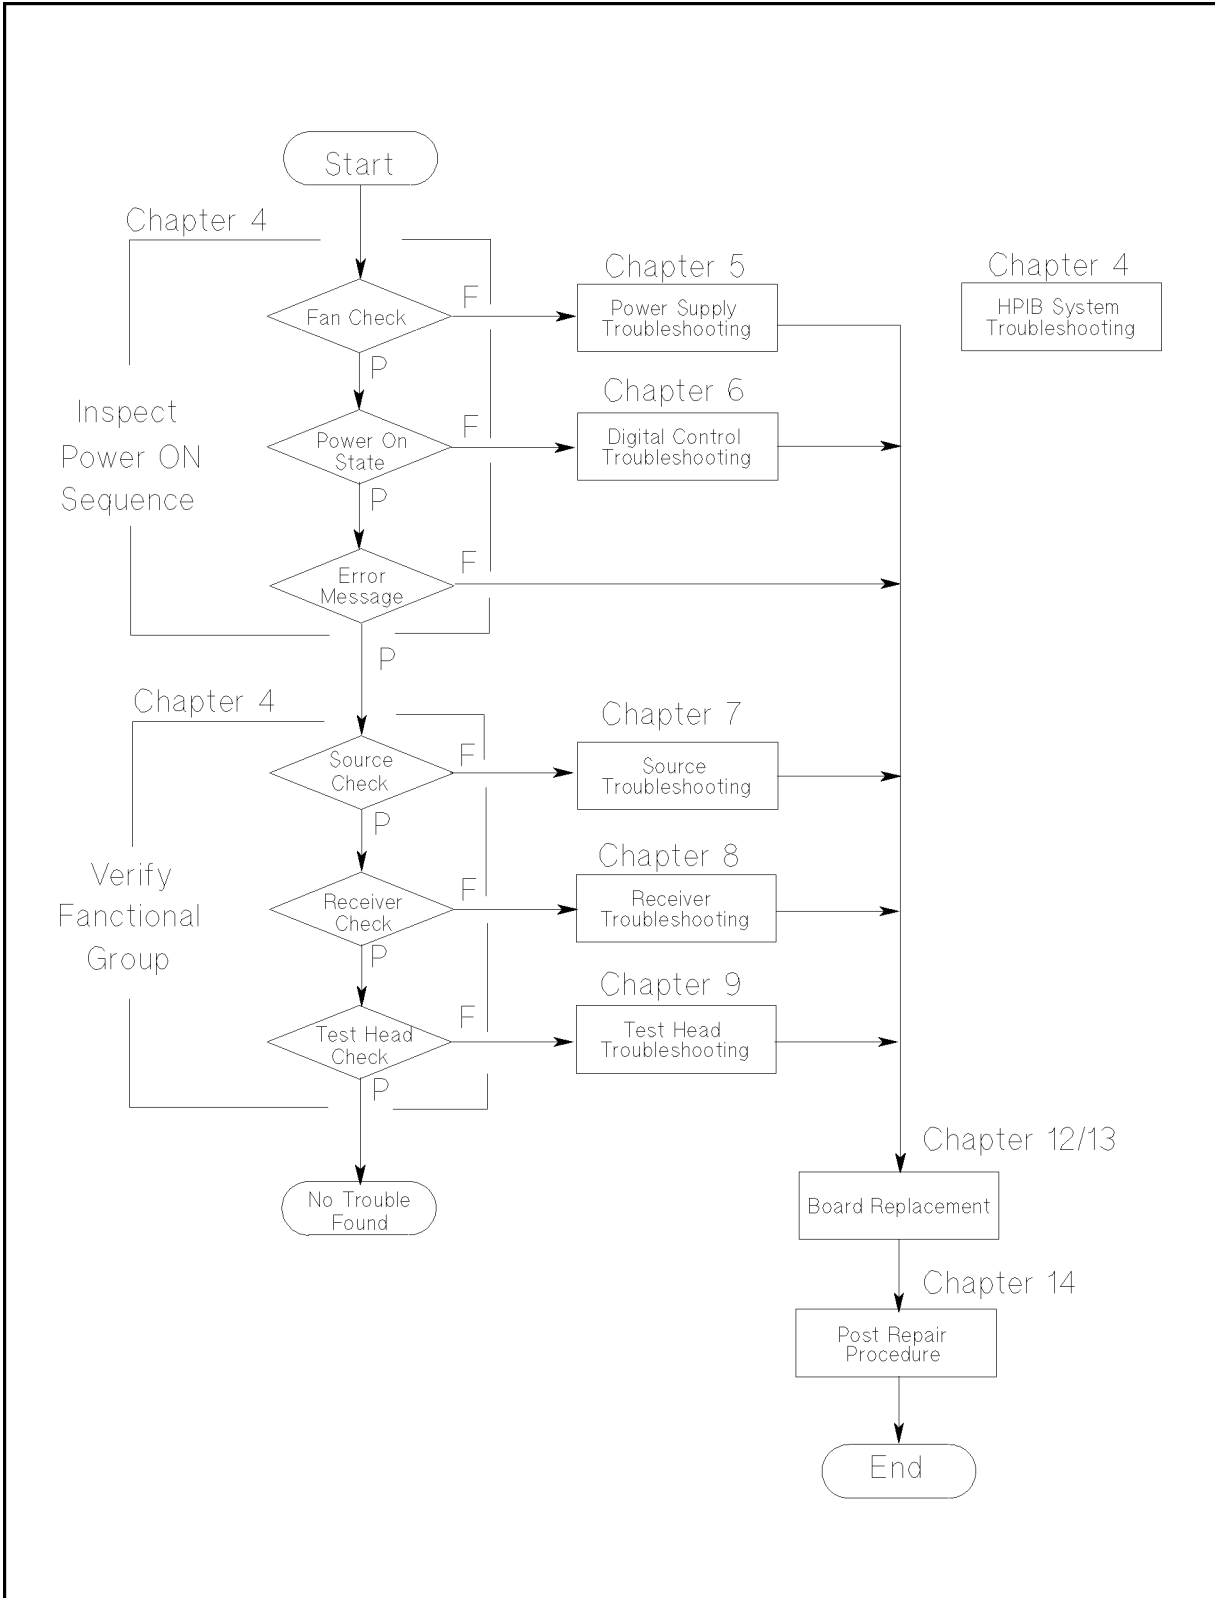 Start
Chapter 4
Fan Check
F
Chapter 5
Power Supply
Troubleshooting
Chapter 4
HPIB System
Troubleshooting
P
Inspect
Power ON
Sequence
Power On
State
F
Chapter 6
Digital Control
Troubleshooting
P
Error
Message
F
P
Chapter 4
Source
Check
F
Chapter 7
Source
Troubleshooting
P
Verify
Fanctional
Group
Receiver
Check
F
Chapter 8
Receiver
Troubleshooting
P
Test Head
Check
F
Chapter 9
Test Head
Troubleshooting
P
No Trouble
Found
Chapter 12/13
Board Replacement
Chapter 14
Post Repair
Procedure
End